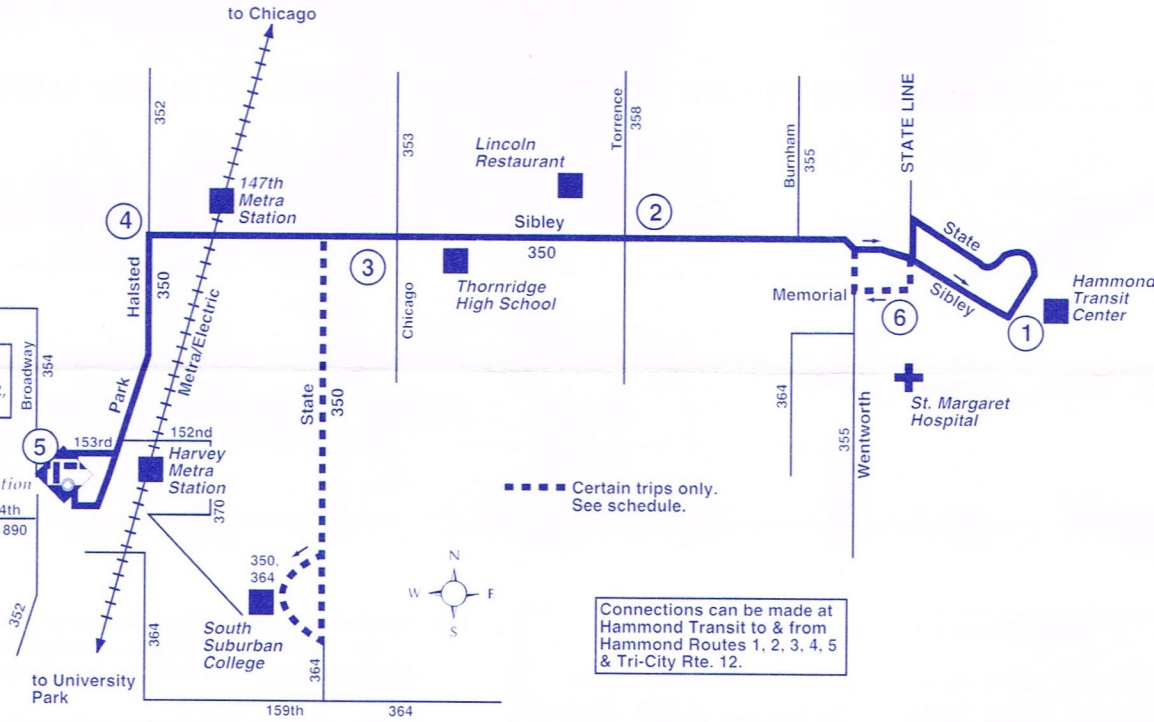 to Chicago
352
353
Torrence
358
Burnham
355
STATE LINE
Lincoln
Restaurant
147th
Metra
Station
4
Sibley
350
2
3
Halsted
350
Thornridge
High School
Chicago
State
Sibley
Memorial
6
1
Hammond
Transit
Center
Metra/Electric
Broadway
354
Park
State
350
364
355
Wentworth
St. Margaret
Hospital
5
153rd
152nd
Harvey
Metra
Station
370
tion
4th
890
Certain trips only.
See schedule.
350,
364
N
W
E
S
352
364
South
Suburban
College
364
Connections can be made at
Hammond Transit to & from
Hammond Routes 1, 2, 3, 4, 5
& Tri-City Rte. 12.
to University
Park
159th
364